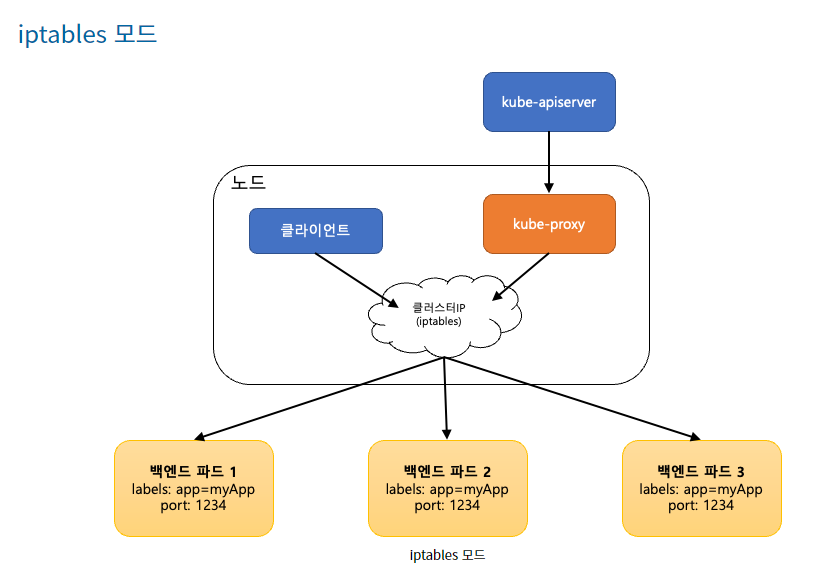 iptables 모드
kube-apiserver
노드
클라이언트
kube-proxy
클러스터IP
(iptables)
백엔드 파드 1
labels: app=myApp
port: 1234
백엔드 파드 2
labels: app=myApp
port: 1234
백엔드 파드 3
labels: app=myApp
port: 1234
iptables 모드